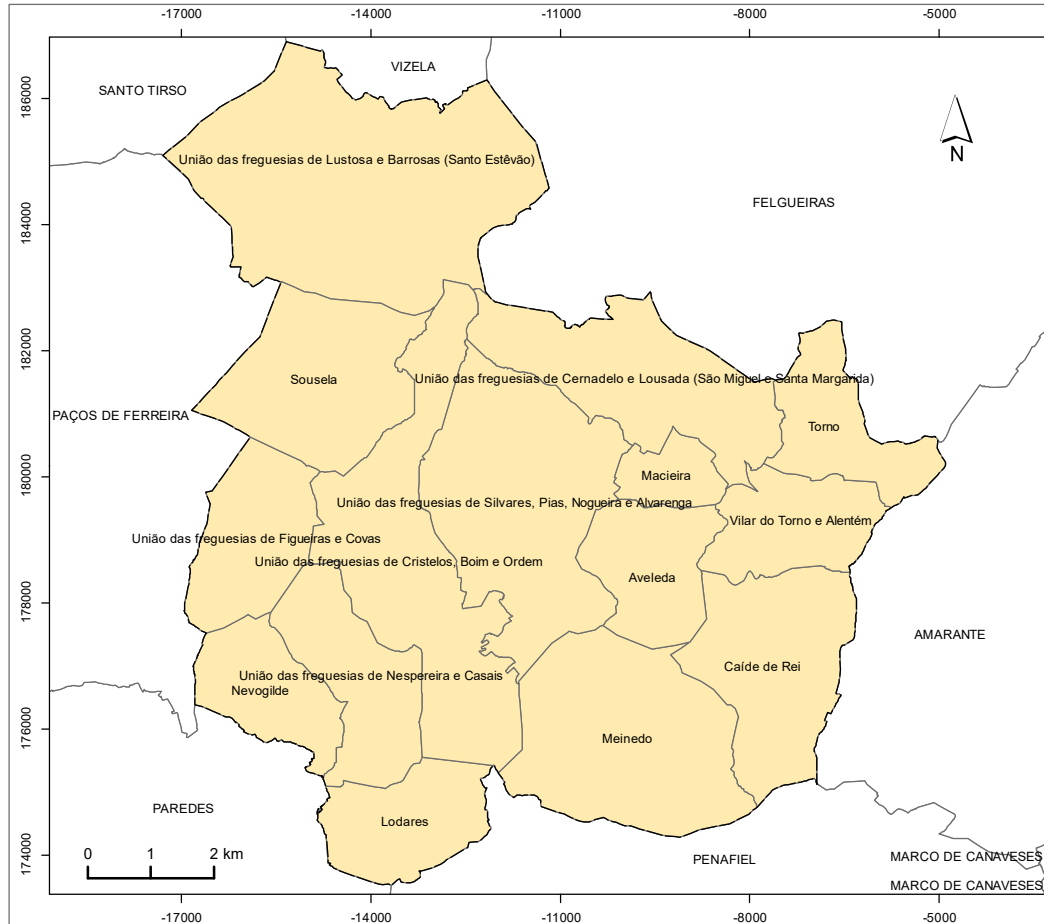 -17000
-14000
-11000
-8000
-5000
VIZELA
SANTO TIRSO
186000
N
União das freguesias de Lustosa e Barrosas (Santo Estêvão)
FELGUEIRAS
184000
182000
Sousela
União das freguesias de Cernadelo e Lousada (São Miguel e Santa Margarida)
PAÇOS DE FERREIRA
Torno
180000
Macieira
União das freguesias de Silvares, Pias, Nogueira e Alvarenga
Vilar do Torno e Alentém
União das freguesias de Figueiras e Covas
União das freguesias de Cristelos, Boim e Ordem
Aveleda
178000
AMARANTE
Caíde de Rei
União das freguesias de Nespereira e Casais
Nevogilde
176000
Meinedo
PAREDES
Lodares
174000
0 1 2 km
PENAFIEL
MARCO DE CANAVESES
MARCO DE CANAVESES
-17000
-14000
-11000
-8000
-5000